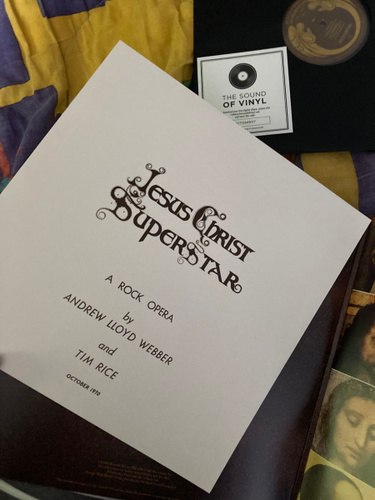 THE SOUND
OF VINYL
Jesus Christ
Superstar
A ROCK OPERA
by
ANDREW LLOYD WEBBER
and
TIM RICE
OCTOBER 1970